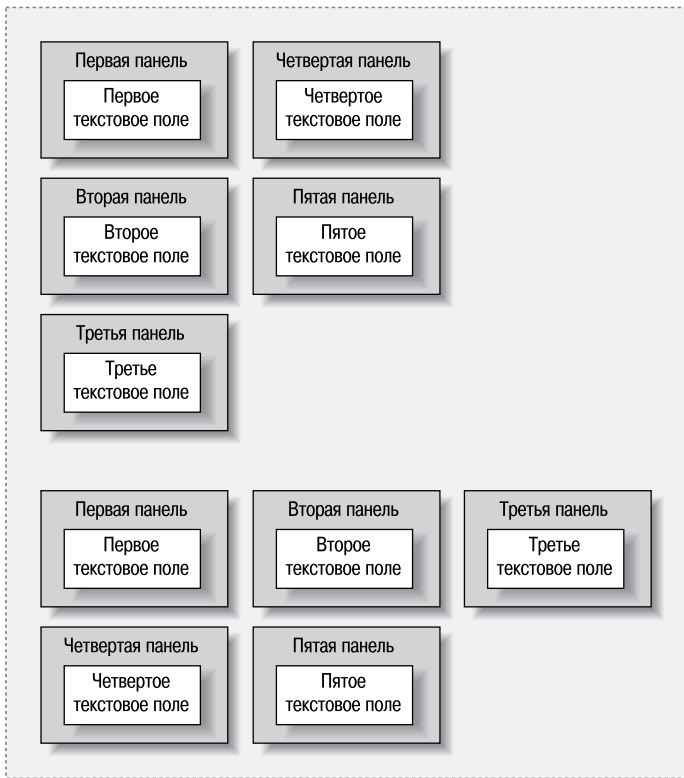 Первая панель
Первое
текстовое поле
Четвертая панель
Четвертое
текстовое поле
Вторая панель
Второе
текстовое поле
Пятая панель
Пятое
текстовое поле
Третья панель
Третье
текстовое поле
Первая панель
Первое
текстовое поле
Вторая панель
Второе
текстовое поле
Третья панель
Третье
текстовое поле
Четвертая панель
Четвертое
текстовое поле
Пятая панель
Пятое
текстовое поле